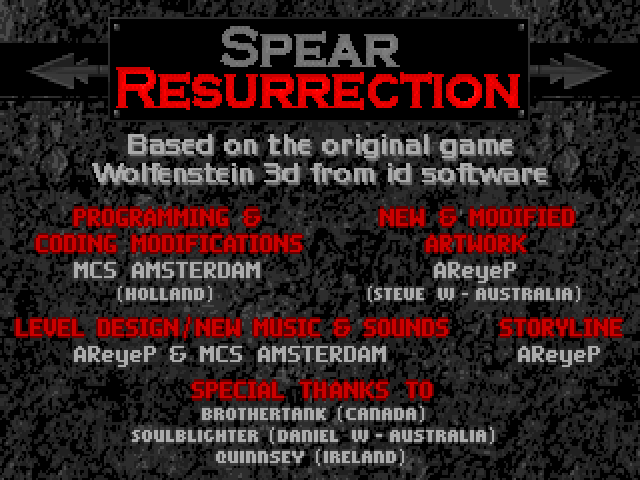 SPEAR
RESURRECTION
Based on the original game
Wolfenstein 3d from id software
PROGRAMMING &
CODING MODIFICATIONS
MCS AMSTERDAM
(HOLLAND)
NEW & MODIFIED
ARTWORK
AReyeP
(STEVE W - AUSTRALIA)
LEVEL DESIGN/NEW MUSIC & SOUNDS
AReyeP & MCS AMSTERDAM
STORYLINE
AReyeP
SPECIAL THANKS TO
BROTHERTANK (CANADA)
SOULBLIGHTER (DANIEL W - AUSTRALIA)
QUINNSEY (IRELAND)